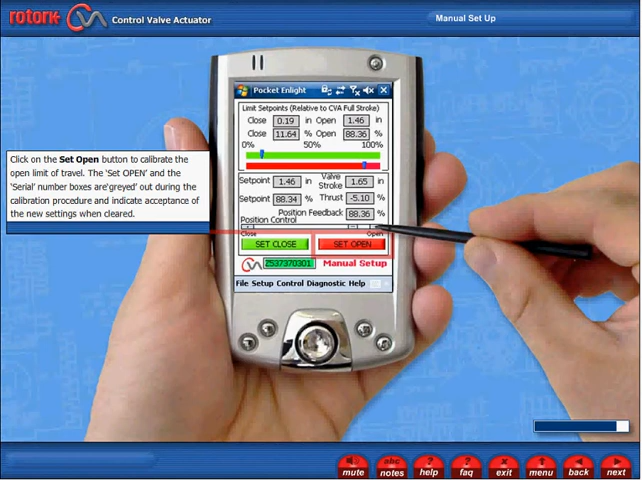 rotork Control Valve Actuator
Manual Set Up
Pocket Enlight
Limit Setpoints (Relative to CVA Full Stroke)
Close 0.19 in Open 1.46 in
Close 11.64 % Open 88.36 %
0% 50% 100%
Click on the Set Open button to calibrate the
open limit of travel. The 'Set OPEN' and the
'Serial' number boxes are'greyed' out during the
calibration procedure and indicate acceptance of
the new settings when cleared.
Setpoint 1.46 in Valve Stroke 1.65 in
Setpoint 88.34 % Thrust -5.10 %
Position Feedback 88.36 %
Position Control
Close Open
SET CLOSE SET OPEN
Z537370301 Manual Setup
File Setup Control Diagnostic Help
mute notes help faq exit menu back next